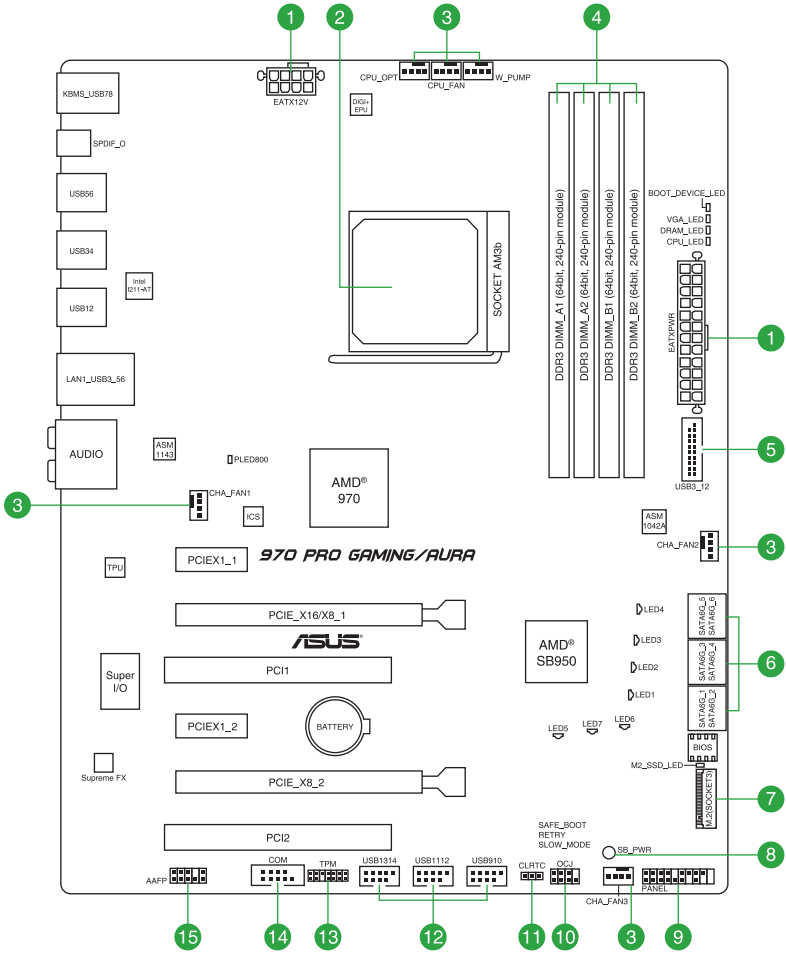 1
2
3
4
KBMS_USB78
EATX12V
CPU_OPT
CPU_FAN
W_PUMP
DIGI+
EPU
SPDIF_O
USB56
USB34
USB12
Intel
I211-AT
LAN1_USB3_56
AUDIO
SOCKET AM3b
DDR3 DIMM_A1 (64bit, 240-pin module)
DDR3 DIMM_A2 (64bit, 240-pin module)
DDR3 DIMM_B1 (64bit, 240-pin module)
DDR3 DIMM_B2 (64bit, 240-pin module)
BOOT_DEVICE_LED
VGA_LED
DRAM_LED
CPU_LED
EATXPWR
1
ASM
1143
PLED800
AMD®
970
USB3_12
5
3
CHA_FAN1
ICS
ASM
1042A
CHA_FAN2
3
TPU
PCIEX1_1
970 PRO GAMING/AURA
PCIE_X16/X8_1
LED4
SATA6G_5
SATA6G_6
ASUS
AMD®
SB950
LED3
SATA6G_3
SATA6G_4
6
Super
I/O
PCI1
LED2
LED1
SATA6G_1
SATA6G_2
PCIEX1_2
BATTERY
LED5
LED7
LED6
BIOS
Supreme FX
PCIE_X8_2
M2_SSD_LED
M.2(SOCKET3)
7
PCI2
SAFE_BOOT
RETRY
SLOW_MODE
SB_PWR
8
AAFP
COM
TPM
USB1314
USB1112
USB910
CLRTC
OCJ
CHA_FAN3
PANEL
15
14
13
12
11
10
3
9